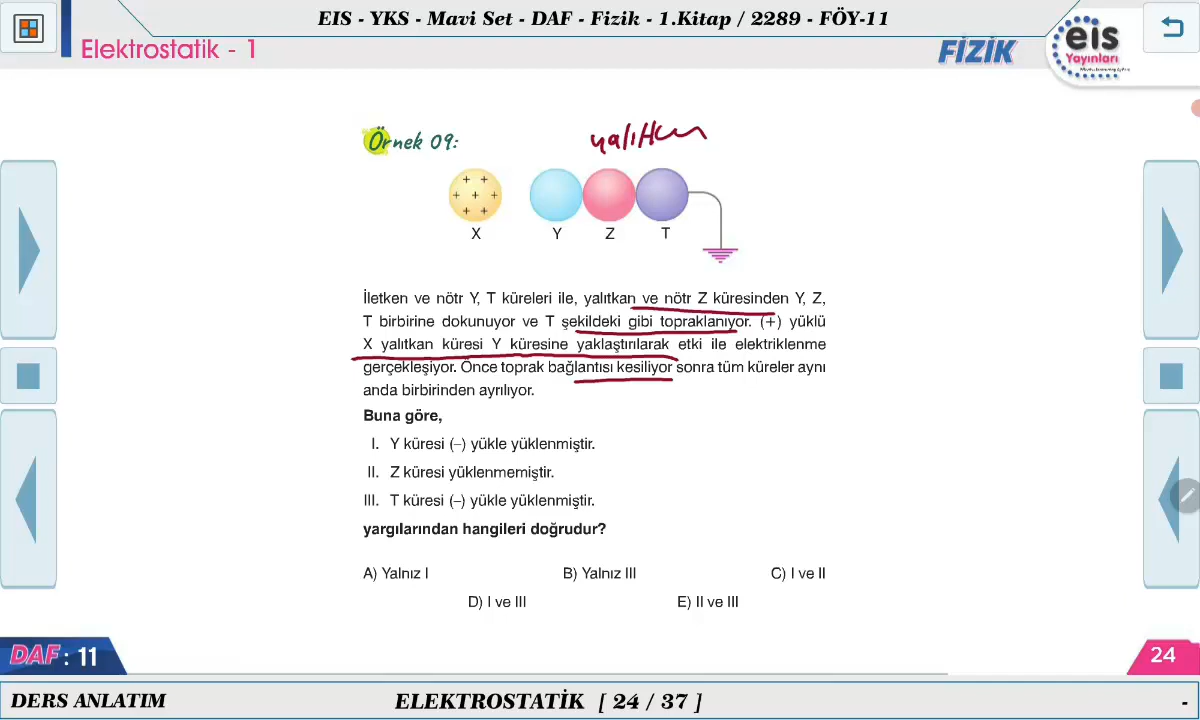 EIS - YKS - Mavi Set - DAF - Fizik - 1.Kitap / 2289 - FÖY-11
Elektrostatik - 1
FİZİK
eis
Yayınları
Örnek 09:
yalıtkan
+ +
+ + +
+ +
X Y Z T
İletken ve nötr Y, T küreleri ile, yalıtkan ve nötr Z küresinden Y, Z,
T birbirine dokunuyor ve T şekildeki gibi topraklanıyor. (+) yüklü
X yalıtkan küresi Y küresine yaklaştırılarak etki ile elektriklenme
gerçekleşiyor. Önce toprak bağlantısı kesiliyor sonra tüm küreler aynı
anda birbirinden ayrılıyor.
Buna göre,
I. Y küresi (–) yükle yüklenmiştir.
II. Z küresi yüklenmemiştir.
III. T küresi (–) yükle yüklenmiştir.
yargılarından hangileri doğrudur?
A) Yalnız I B) Yalnız III C) I ve II
D) I ve III E) II ve III
DAF : 11
24
DERS ANLATIM ELEKTROSTATİK [ 24 / 37 ] -